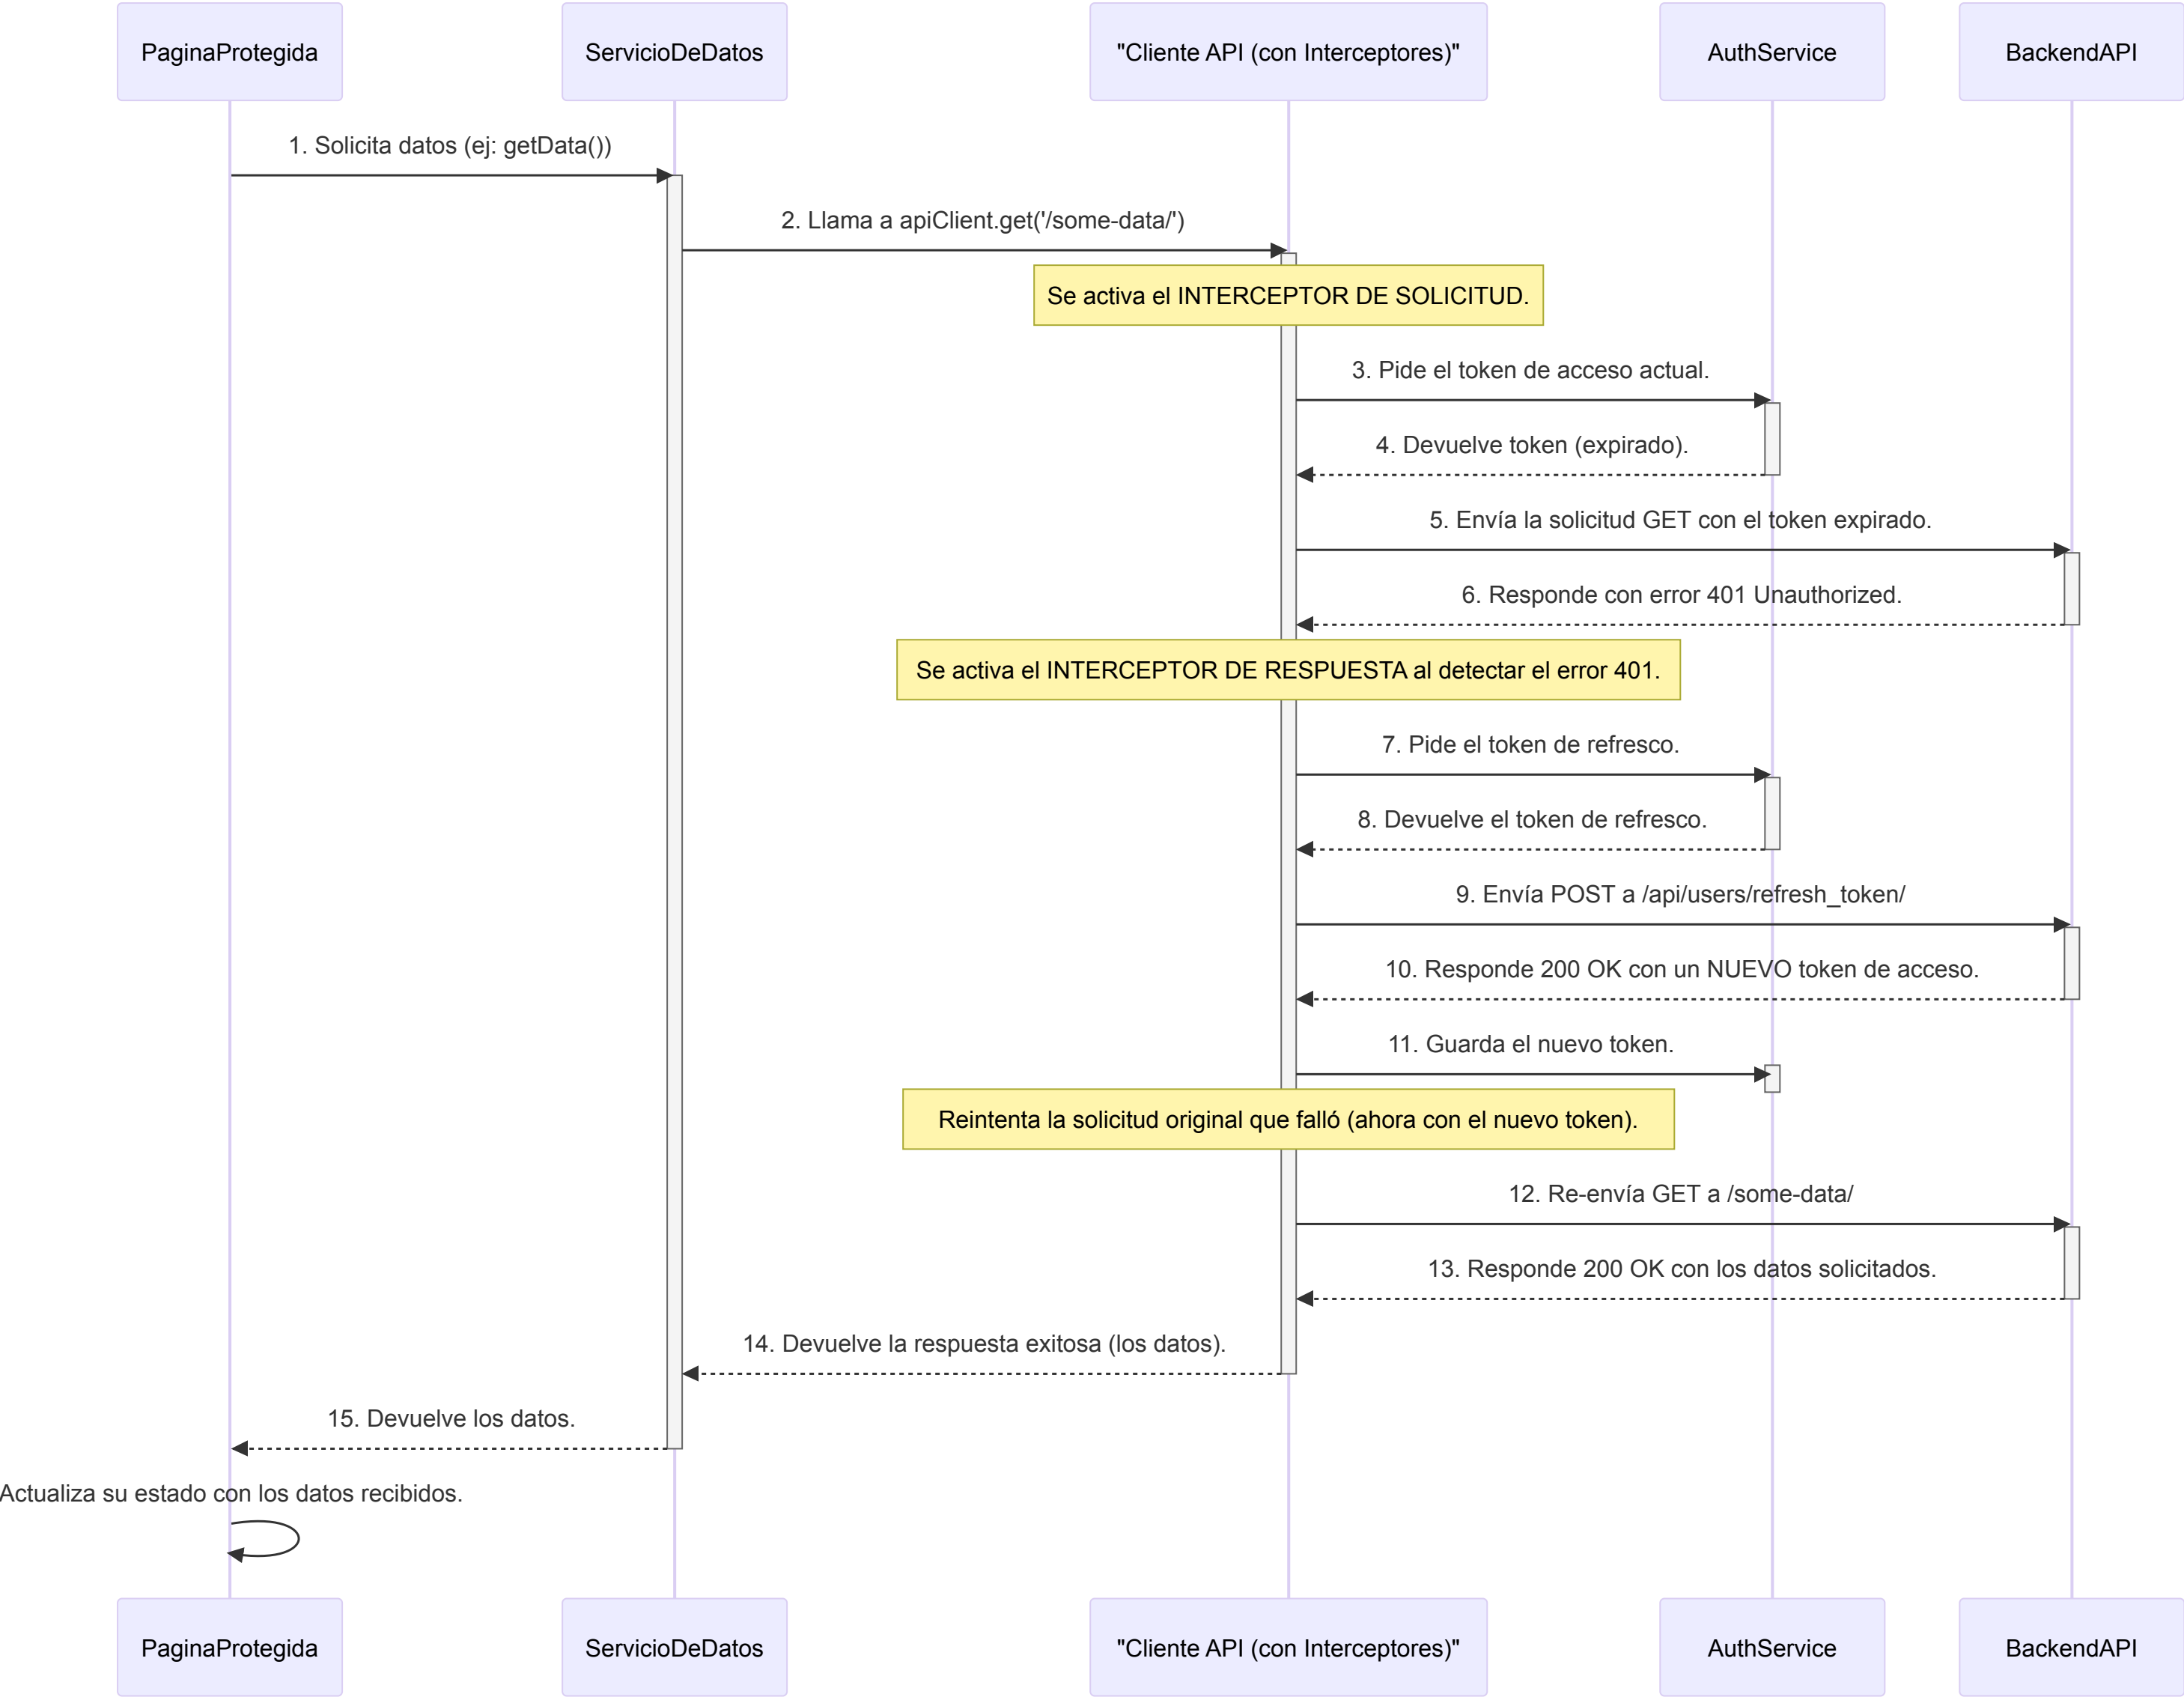 PaginaProtegida
ServicioDeDatos
"Cliente API (con Interceptores)"
AuthService
BackendAPI
1. Solicita datos (ej: getData())
2. Llama a apiClient.get('/some-data/')
Se activa el INTERCEPTOR DE SOLICITUD.
3. Pide el token de acceso actual.
4. Devuelve token (expirado).
5. Envía la solicitud GET con el token expirado.
6. Responde con error 401 Unauthorized.
Se activa el INTERCEPTOR DE RESPUESTA al detectar el error 401.
7. Pide el token de refresco.
8. Devuelve el token de refresco.
9. Envía POST a /api/users/refresh_token/
10. Responde 200 OK con un NUEVO token de acceso.
11. Guarda el nuevo token.
Reintenta la solicitud original que falló (ahora con el nuevo token).
12. Re-envía GET a /some-data/
13. Responde 200 OK con los datos solicitados.
14. Devuelve la respuesta exitosa (los datos).
15. Devuelve los datos.
Actualiza su estado con los datos recibidos.
PaginaProtegida
ServicioDeDatos
"Cliente API (con Interceptores)"
AuthService
BackendAPI